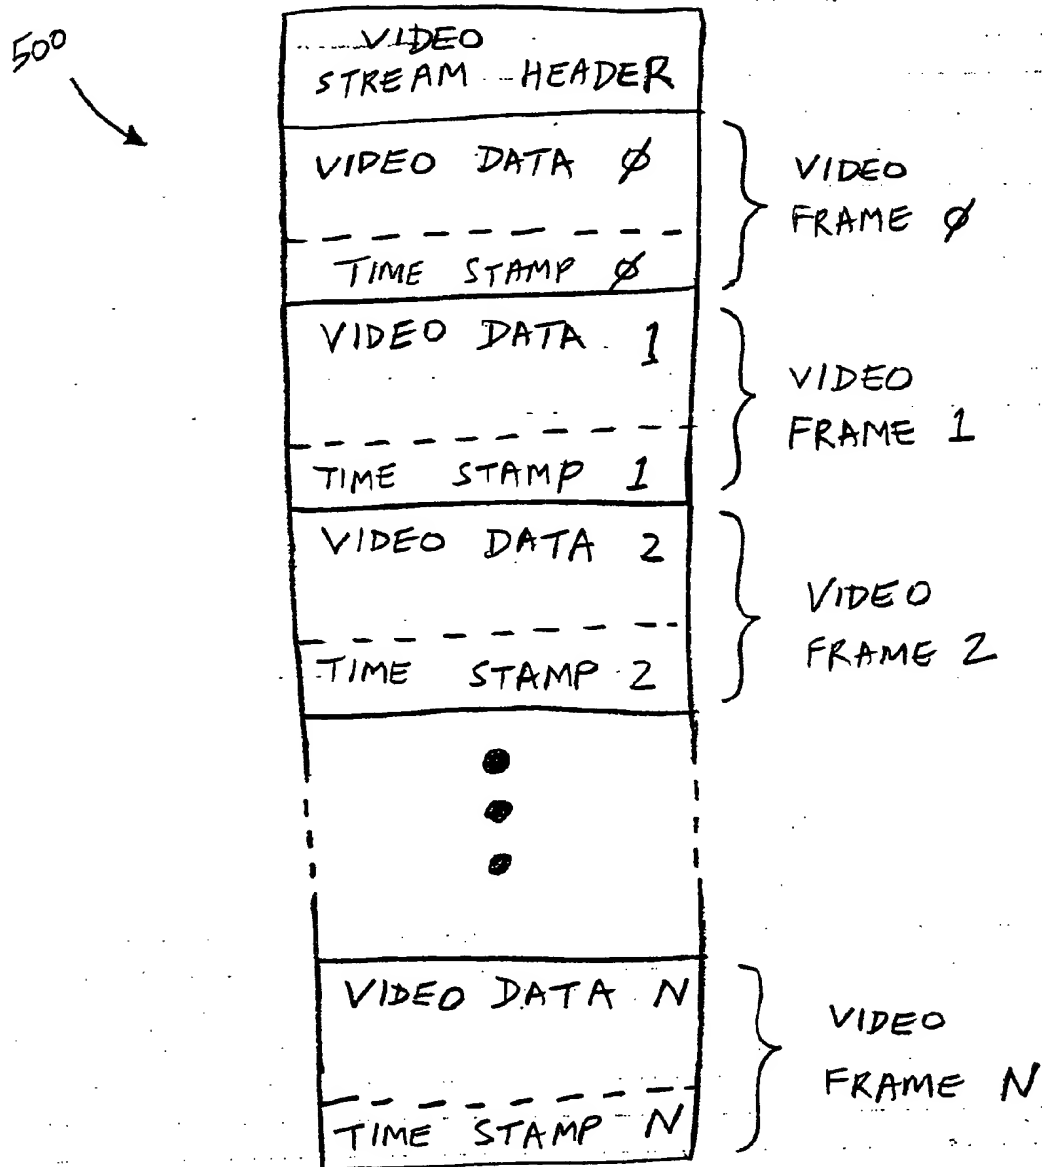 500
VIDEO
STREAM HEADER
VIDEO DATA Ø
TIME STAMP Ø
VIDEO
FRAME Ø
VIDEO DATA 1
TIME STAMP 1
VIDEO
FRAME 1
VIDEO DATA 2
TIME STAMP 2
VIDEO
FRAME 2
VIDEO DATA N
TIME STAMP N
VIDEO
FRAME N